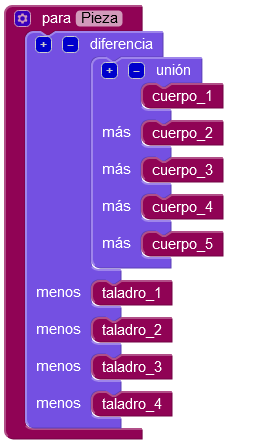 para Pieza
diferencia
unión
cuerpo_1
más cuerpo_2
más cuerpo_3
más cuerpo_4
más cuerpo_5
menos taladro_1
menos taladro_2
menos taladro_3
menos taladro_4